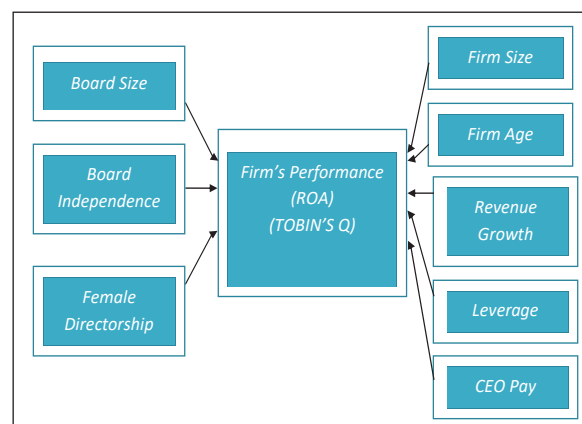 Board Size
Board
Independence
Female
Directorship
Firm's Performance
(ROA)
(TOBIN'S Q)
Firm Size
Firm Age
Revenue
Growth
Leverage
CEO Pay